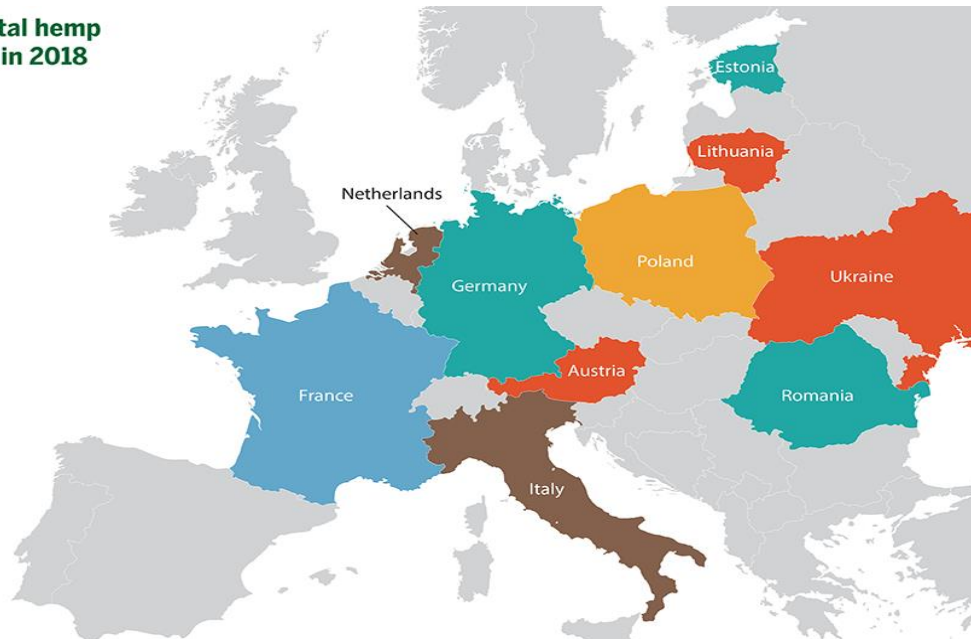 tal hemp
in 2018
Estonia
Lithuania
Netherlands
Poland
Ukraine
Germany
Austria
France
Romania
Italy